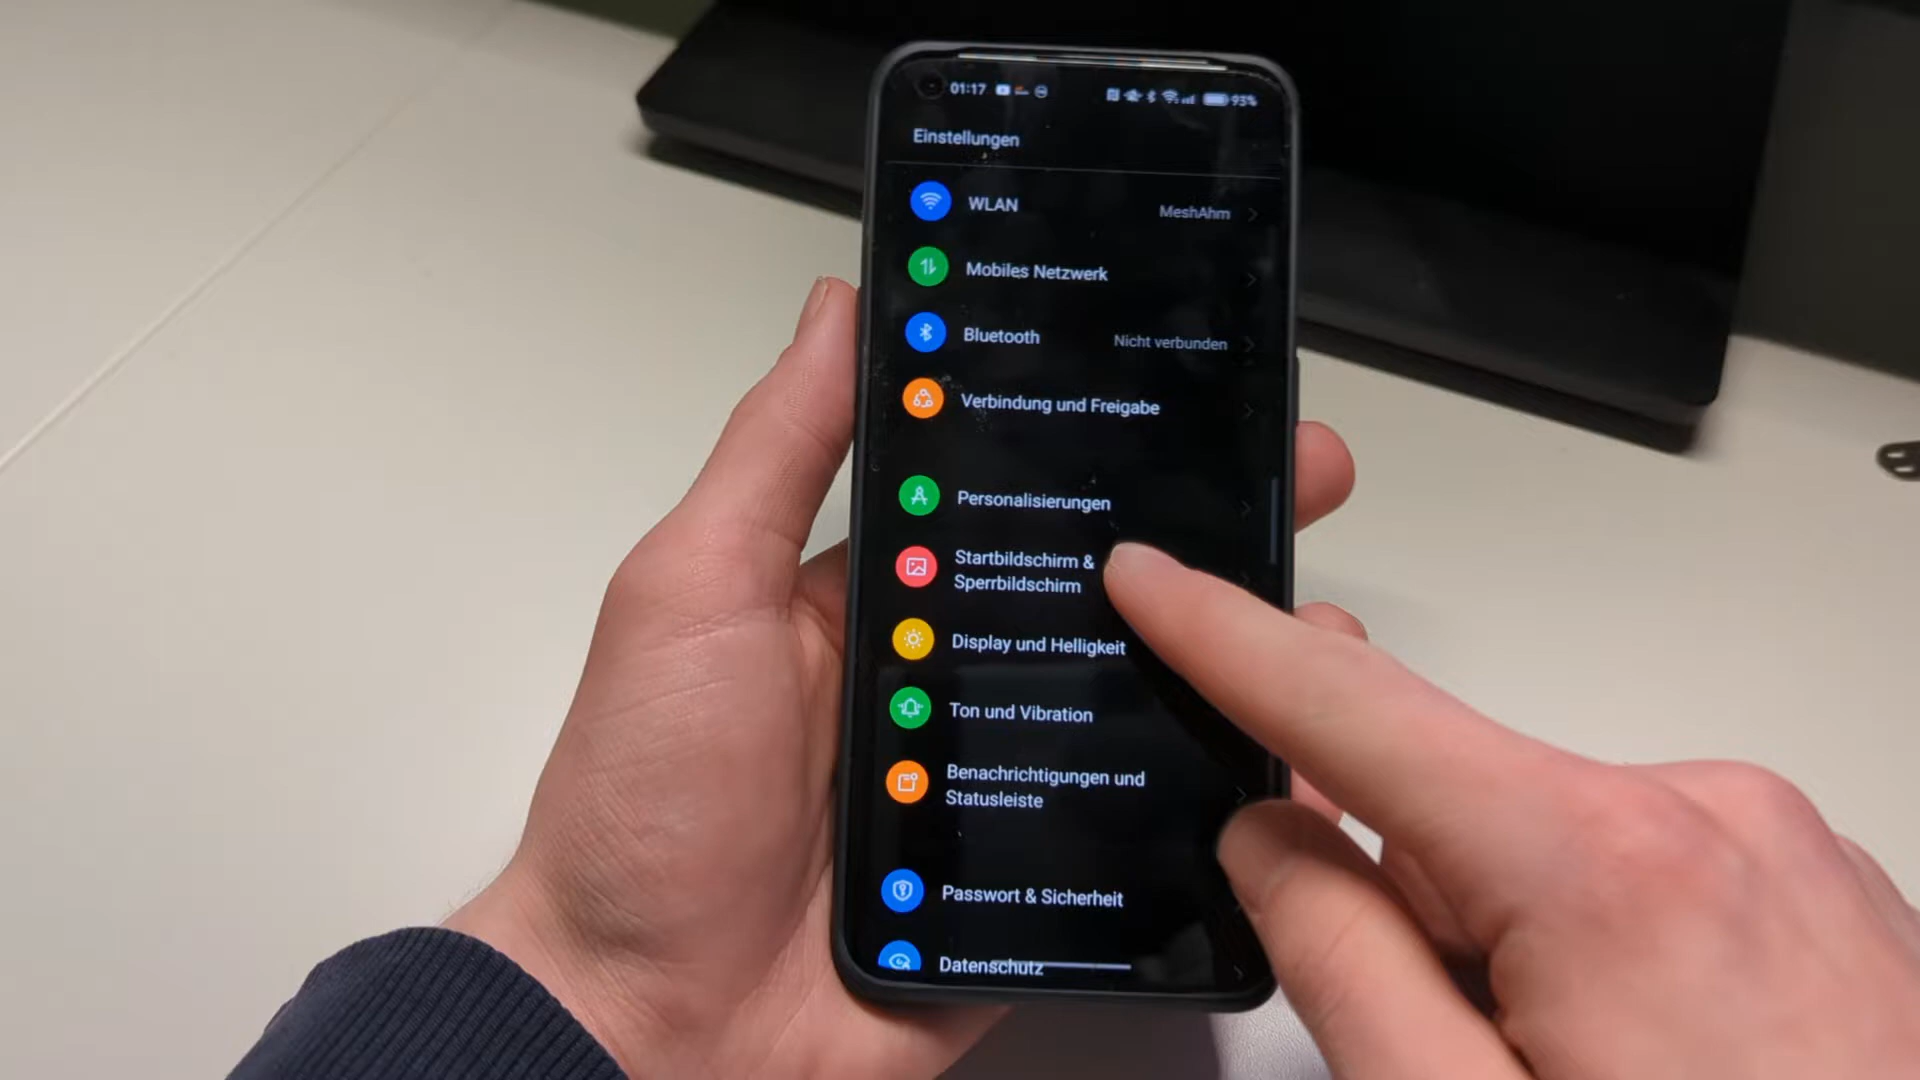 01:17
93%
Einstellungen
WLAN
MeshAhm
Mobiles Netzwerk
Bluetooth
Nicht verbunden
Verbindung und Freigabe
Personalisierungen
Startbildschirm &
Sperrbildschirm
Display und Helligkeit
Ton und Vibration
Benachrichtigungen und
Statusleiste
Passwort & Sicherheit
Datenschutz